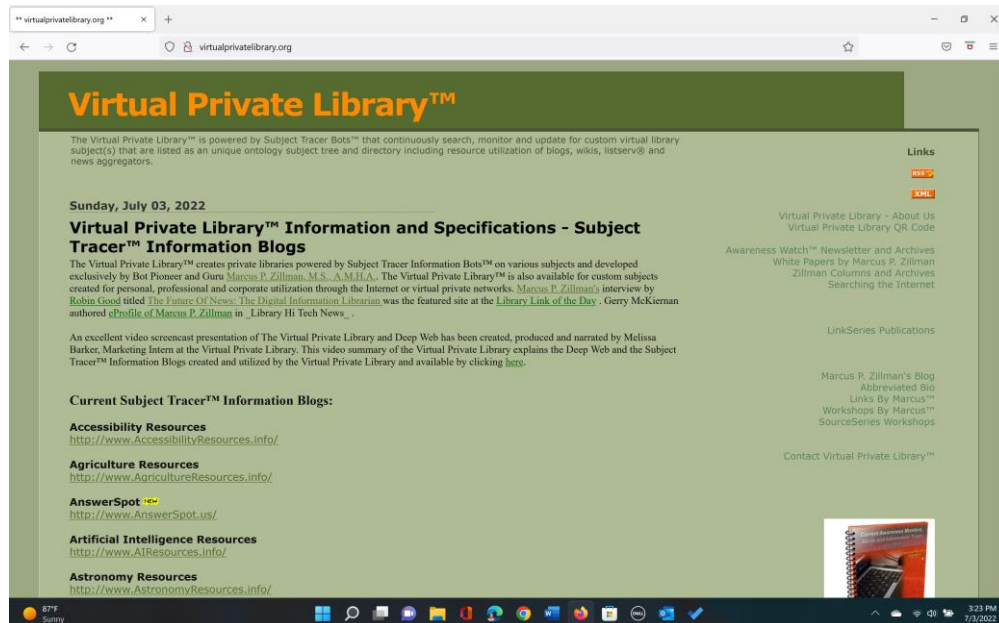 ** virtualprivatelibrary.org **
virtualprivatelibrary.org
Virtual Private Library™
The Virtual Private Library™ is powered by Subject Tracer Bots™ that continuously search, monitor and update for custom virtual library
subject(s) that are listed as an unique ontology subject tree and directory including resource utilization of blogs, wikis, listserv® and
news aggregators.
Sunday, July 03, 2022
Virtual Private Library™ Information and Specifications - Subject
Tracer™ Information Blogs
The Virtual Private Library™ creates private libraries powered by Subject Tracer Information Bots™ on various subjects and developed
exclusively by Bot Pioneer and Guru Marcus P. Zillman, M.S., A.M.H.A.. The Virtual Private Library™ is also available for custom subjects
created for personal, professional and corporate utilization through the Internet or virtual private networks. Marcus P. Zillman's interview by
Robin Good titled The Future Of News: The Digital Information Librarian was the featured site at the Library Link of the Day . Gerry McKiernan
authored eProfile of Marcus P. Zillman in _Library Hi Tech News_ .
An excellent video screencast presentation of The Virtual Private Library and Deep Web has been created, produced and narrated by Melissa
Barker, Marketing Intern at the Virtual Private Library. This video summary of the Virtual Private Library explains the Deep Web and the Subject
Tracer™ Information Blogs created and utilized by the Virtual Private Library and available by clicking here.
Current Subject Tracer™ Information Blogs:
Accessibility Resources
http://www.AccessibilityResources.info/
Agriculture Resources
http://www.AgricultureResources.info/
AnswerSpot NEW
http://www.AnswerSpot.us/
Artificial Intelligence Resources
http://www.AIResources.info/
Astronomy Resources
http://www.AstronomyResources.info/
Links
RSS
XML
Virtual Private Library - About Us
Virtual Private Library QR Code
Awareness Watch™ Newsletter and Archives
White Papers by Marcus P. Zillman
Zillman Columns and Archives
Searching the Internet
LinkSeries Publications
Marcus P. Zillman's Blog
Abbreviated Bio
Links By Marcus™
Workshops By Marcus™
SourceSeries Workshops
Contact Virtual Private Library™
87°F
Sunny
3:23 PM
7/3/2022